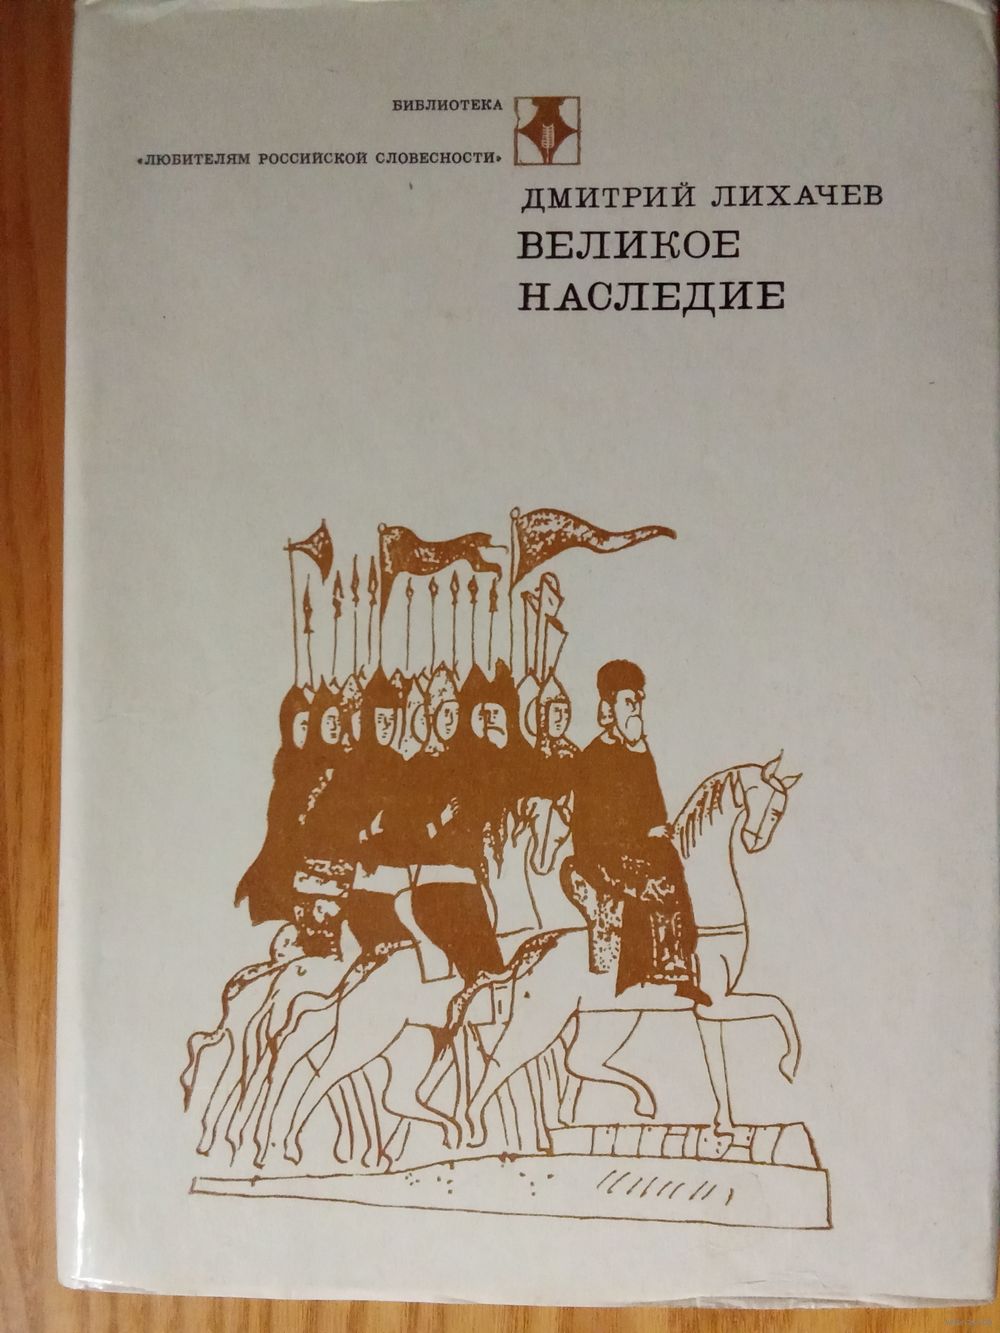 БИБЛИОТЕКА
«ЛЮБИТЕЛЯМ РОССИЙСКОЙ СЛОВЕСНОСТИ»
ДМИТРИЙ ЛИХАЧЕВ
ВЕЛИКОЕ
НАСЛЕДИЕ